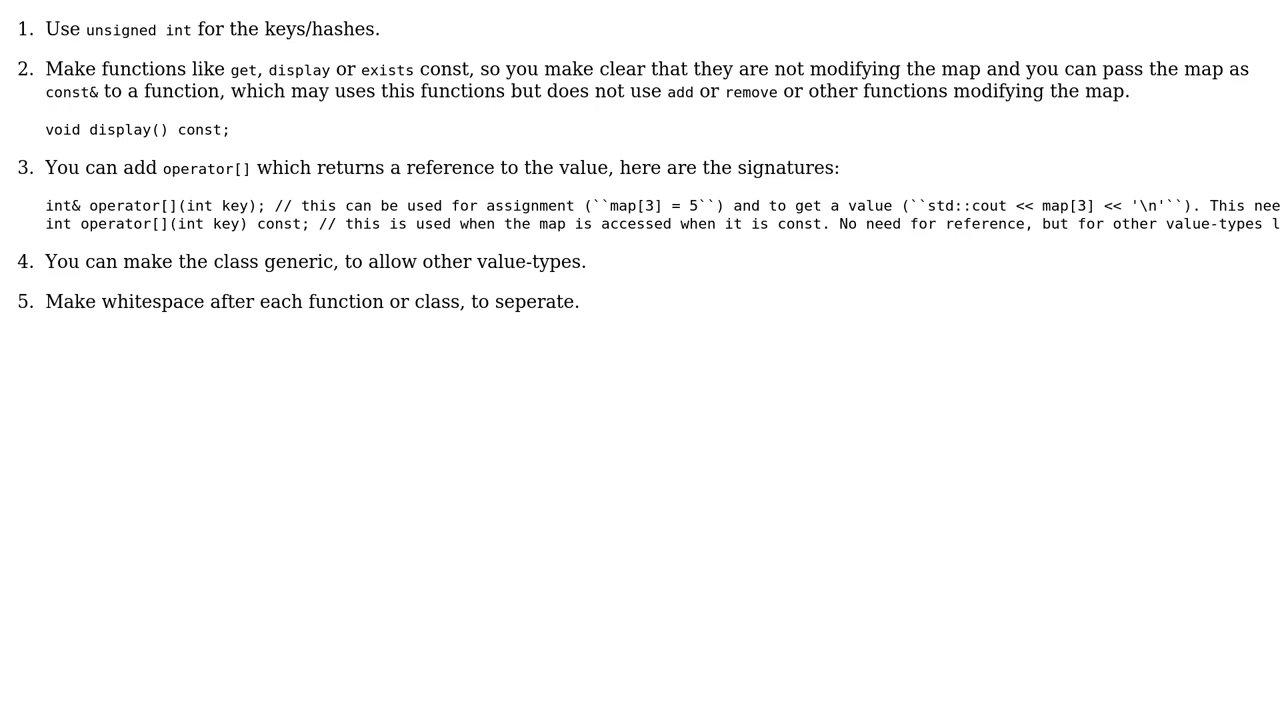 1. Use unsigned int for the keys/hashes.
2. Make functions like get, display or exists const, so you make clear that they are not modifying the map and you can pass the map as
const& to a function, which may uses this functions but does not use add or remove or other functions modifying the map.
void display() const;
3. You can add operator[] which returns a reference to the value, here are the signatures:
int& operator[](int key); // this can be used for assignment (``map[3] = 5``) and to get a value (``std::cout << map[3] << '\n'``). This nee
int operator[](int key) const; // this is used when the map is accessed when it is const. No need for reference, but for other value-types l
4. You can make the class generic, to allow other value-types.
5. Make whitespace after each function or class, to seperate.